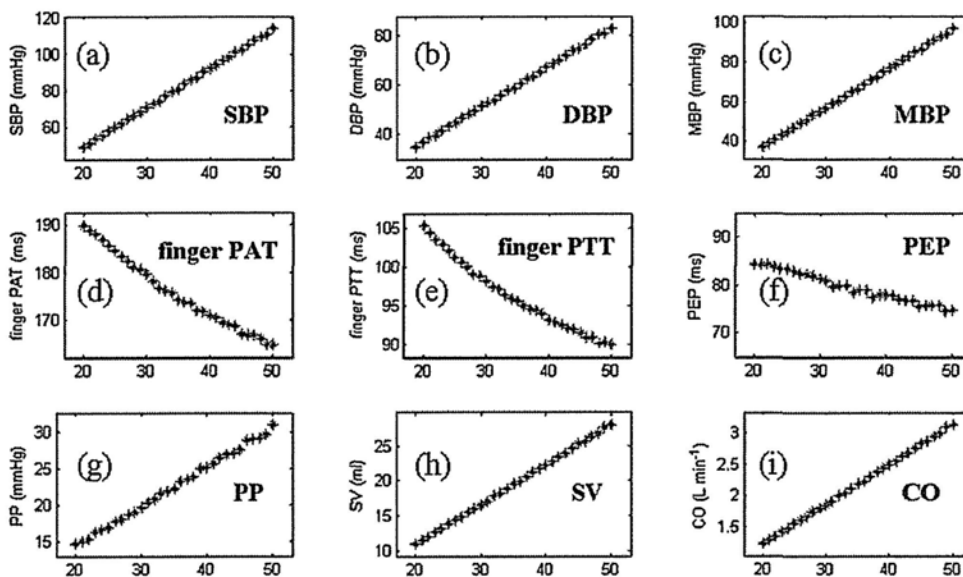 SBP (mmHg)
120
100
80
60
(a)
SBP
20 30 40 50
DBP (mmHg)
80
60
40
(b)
DBP
20 30 40 50
MBP (mmHg)
100
80
60
40
(c)
MBP
20 30 40 50
finger PAT (ms)
190
180
170
(d)
finger PAT
20 30 40 50
finger PTT (ms)
105
100
95
90
(e)
finger PTT
20 30 40 50
PEP (ms)
90
80
70
(f)
PEP
20 30 40 50
PP (mmHg)
30
25
20
15
(g)
PP
20 30 40 50
SV (ml)
30
25
20
15
10
(h)
SV
20 30 40 50
CO (L min⁻¹)
3
2.5
2
1.5
(i)
CO
20 30 40 50